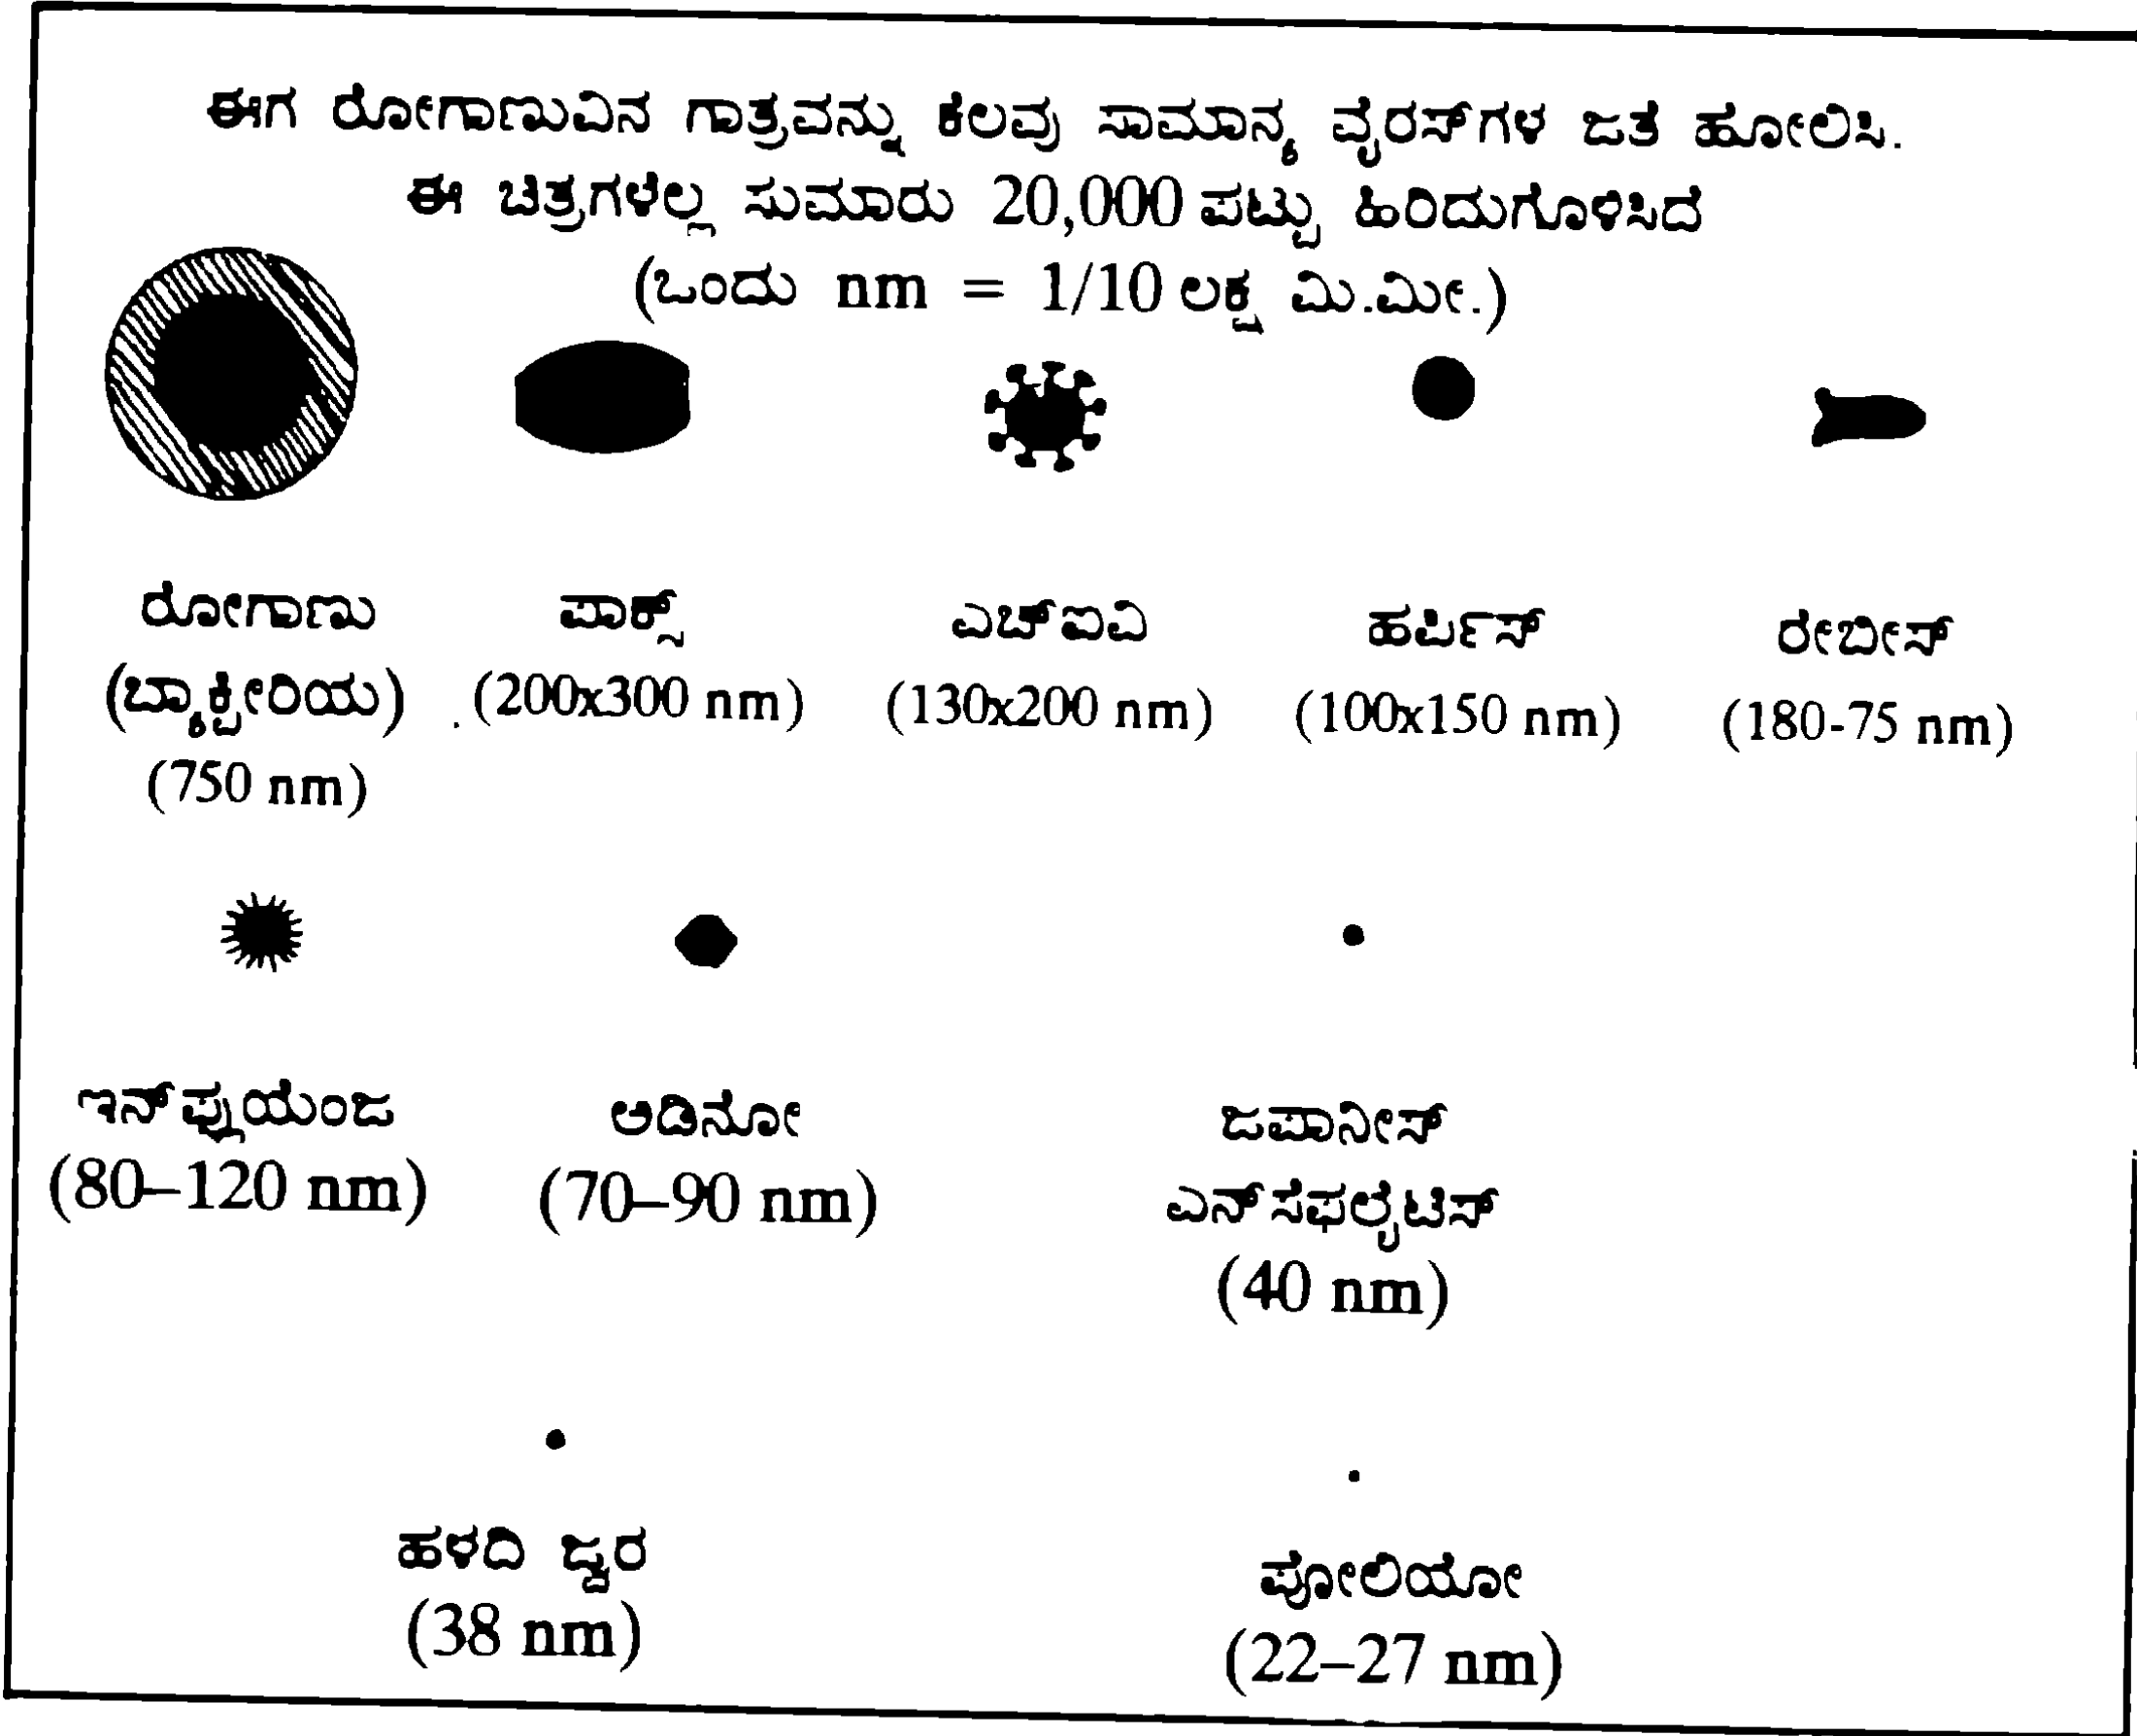 ಈಗ ರೋಗಾಣುವಿನ ಗಾತ್ರವನ್ನು ಕೆಲವು ಸಾಮಾನ್ಯ ವೈರಸ್‌ಗಳ ಜತೆ ಹೋಲಿಸಿ.
ಈ ಚಿತ್ರಗಳೆಲ್ಲ ಸುಮಾರು 20,000 ಪಟ್ಟು ಹಿರಿದುಗೊಳಿಸಿದೆ
(ಒಂದು nm = 1/10 ಲಕ್ಷ ಮಿ.ಮೀ.)
ರೋಗಾಣು
(ಬ್ಯಾಕ್ಟೀರಿಯ)
(750 nm)
ಪಾಕ್ಸ್
(200x300 nm)
ಎಚ್ಐವಿ
(130x200 nm)
ಹರ್ಪಿಸ್
(100x150 nm)
ರೇಬೀಸ್
(180-75 nm)
ಇನ್‌ಪ್ಲುಯೆಂಜ
(80–120 nm)
ಅಡಿನೋ
(70–90 nm)
ಜಪಾನೀಸ್
ಎನ್‌ಸೆಫಲೈಟಿಸ್
(40 nm)
ಹಳದಿ ಜ್ವರ
(38 nm)
ಪೋಲಿಯೋ
(22–27 nm)